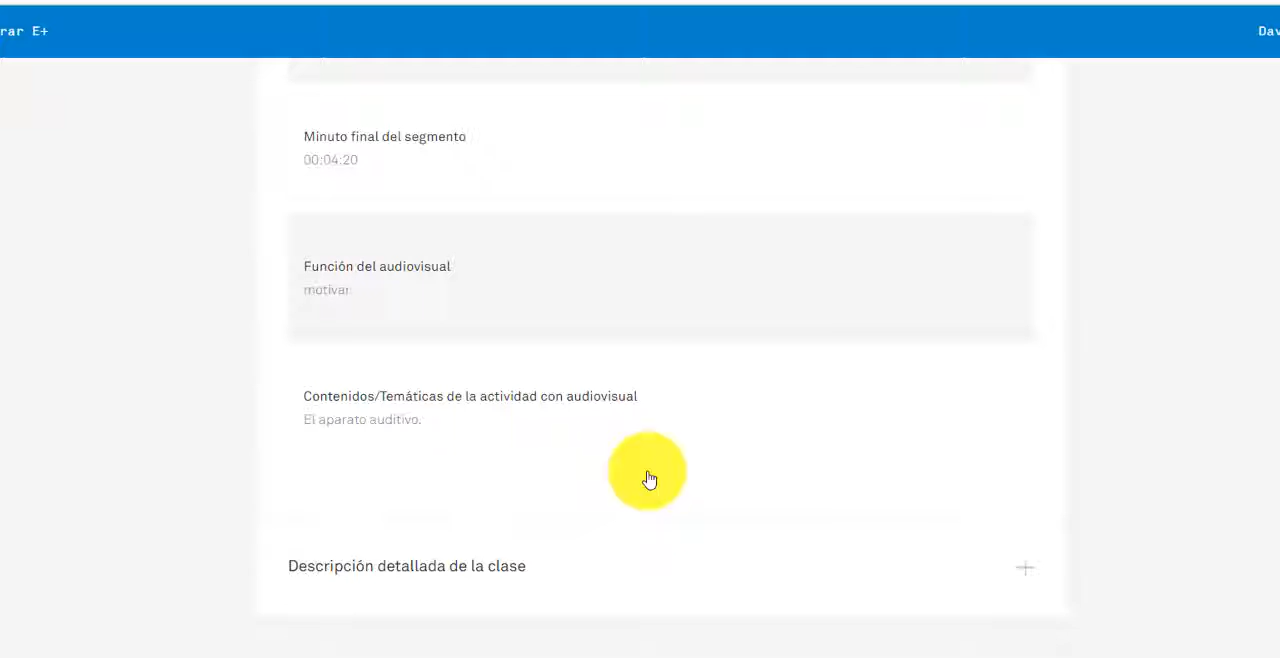 rar E+
Dav
Minuto final del segmento
00:04:20
Función del audiovisual
motivar
Contenidos/Temáticas de la actividad con audiovisual
El aparato auditivo.
Descripción detallada de la clase